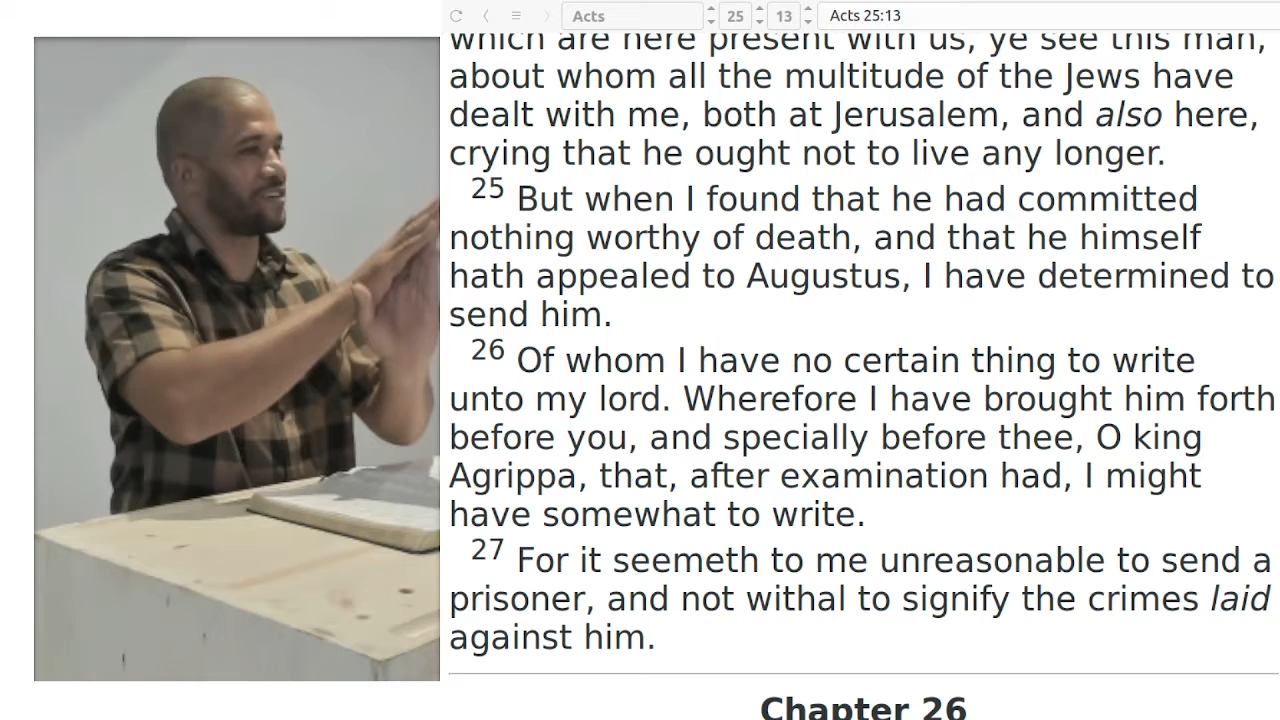 Acts 25 13 Acts 25:13
which are here present with us, ye see this man,
about whom all the multitude of the Jews have
dealt with me, both at Jerusalem, and also here,
crying that he ought not to live any longer.
25 But when I found that he had committed
nothing worthy of death, and that he himself
hath appealed to Augustus, I have determined to
send him.
26 Of whom I have no certain thing to write
unto my lord. Wherefore I have brought him forth
before you, and specially before thee, O king
Agrippa, that, after examination had, I might
have somewhat to write.
27 For it seemeth to me unreasonable to send a
prisoner, and not withal to signify the crimes laid
against him.
Chapter 26